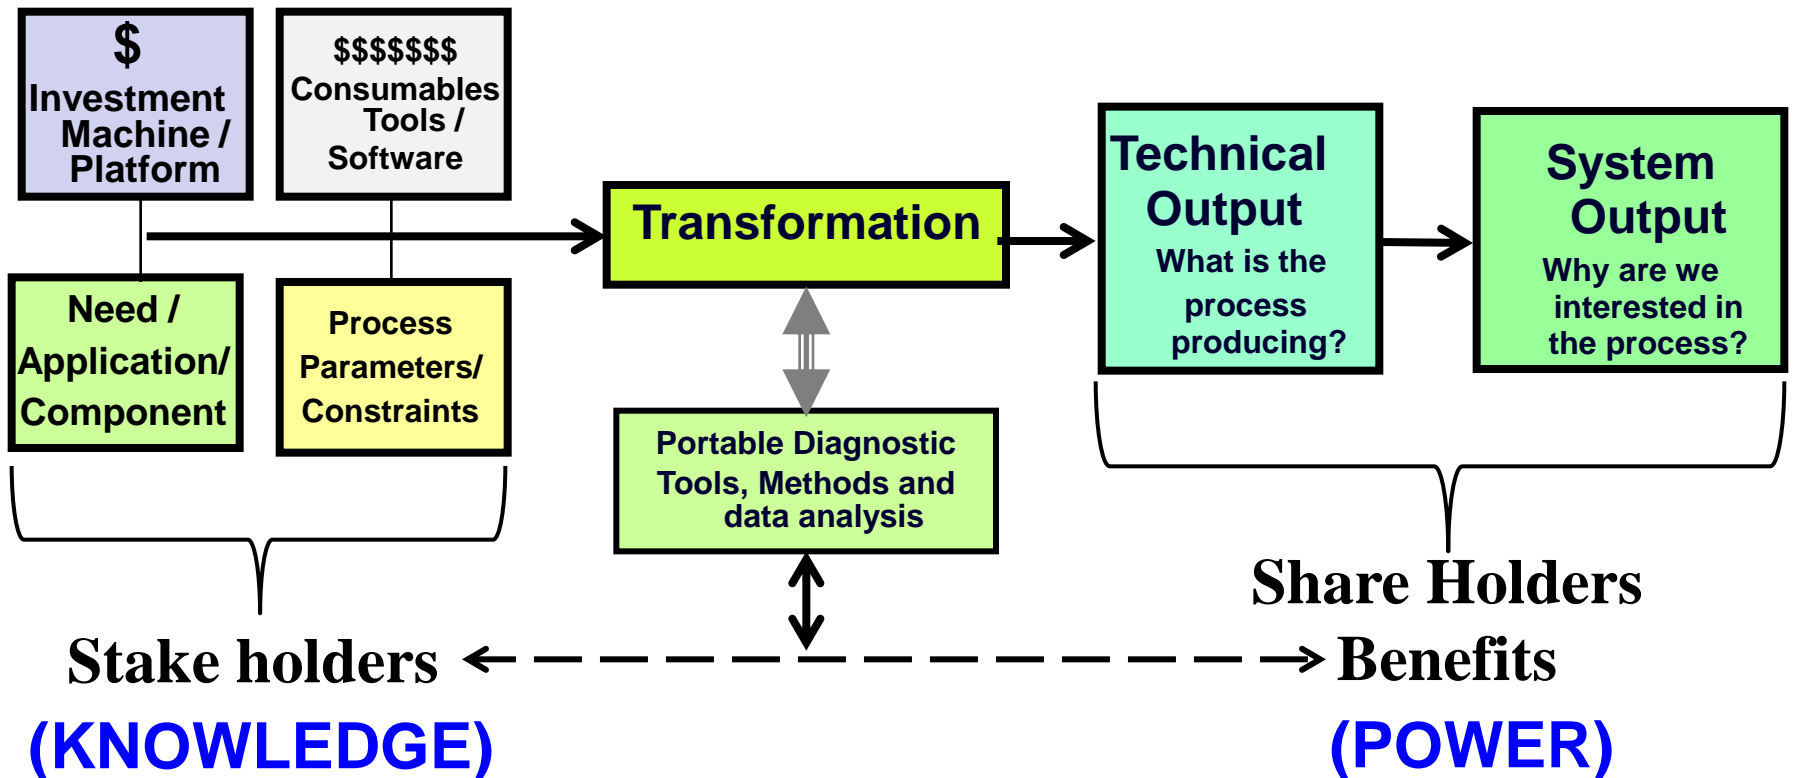 $
Investment
Machine /
Platform
$$$$$$$
Consumables
Tools /
Software
Need /
Application/
Component
Process
Parameters/
Constraints
Transformation
Portable Diagnostic
Tools, Methods and
data analysis
Technical
Output
What is the
process
producing?
System
Output
Why are we
interested in
the process?
Stake holders
(KNOWLEDGE)
Share Holders
Benefits
(POWER)